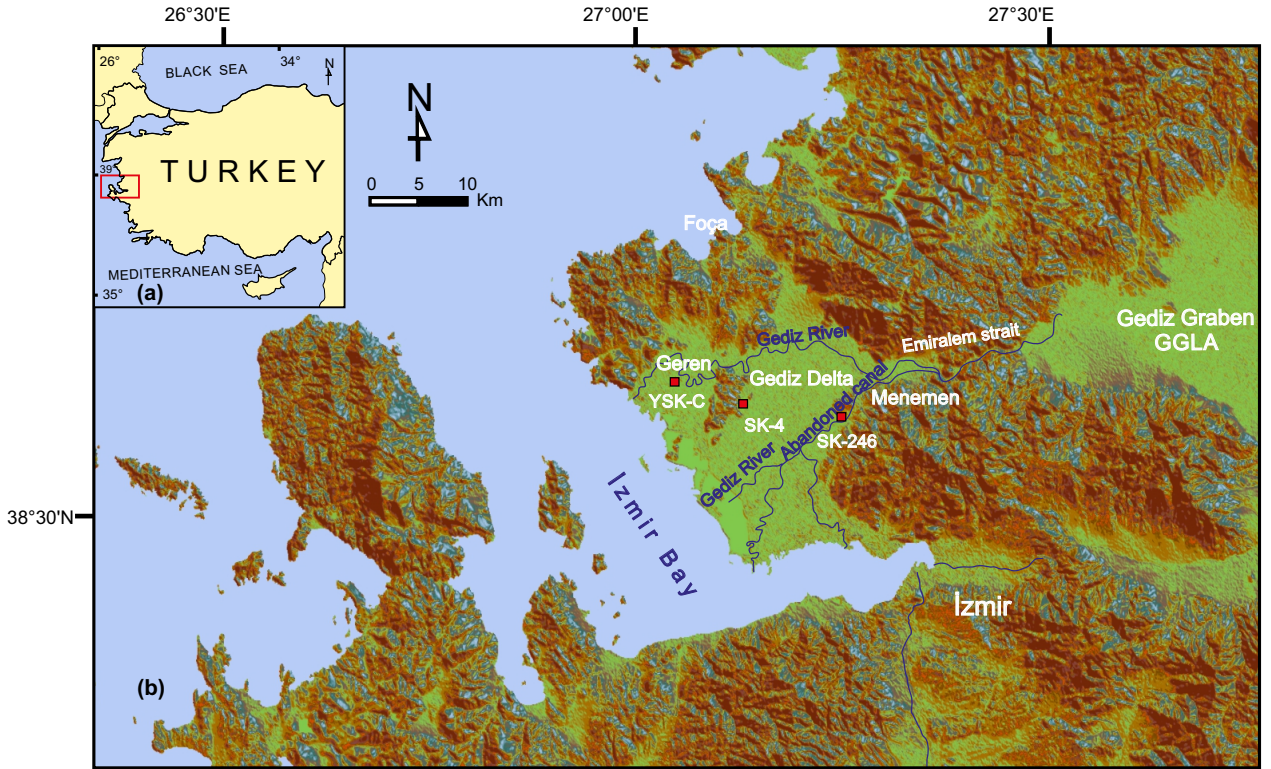 26°30'E
27°00'E
27°30'E
26°
34°
N
BLACK SEA
TURKEY
39°
MEDITERRANEAN SEA
35°
(a)
N
0 5 10
Km
Foça
Gediz Graben
GGLA
Emiralem strait
Gediz River
Geren
Gediz Delta
YSK-C
Menemen
SK-4
Abandoned canal
SK-246
Gediz River
Izmir Bay
38°30'N
İzmir
(b)